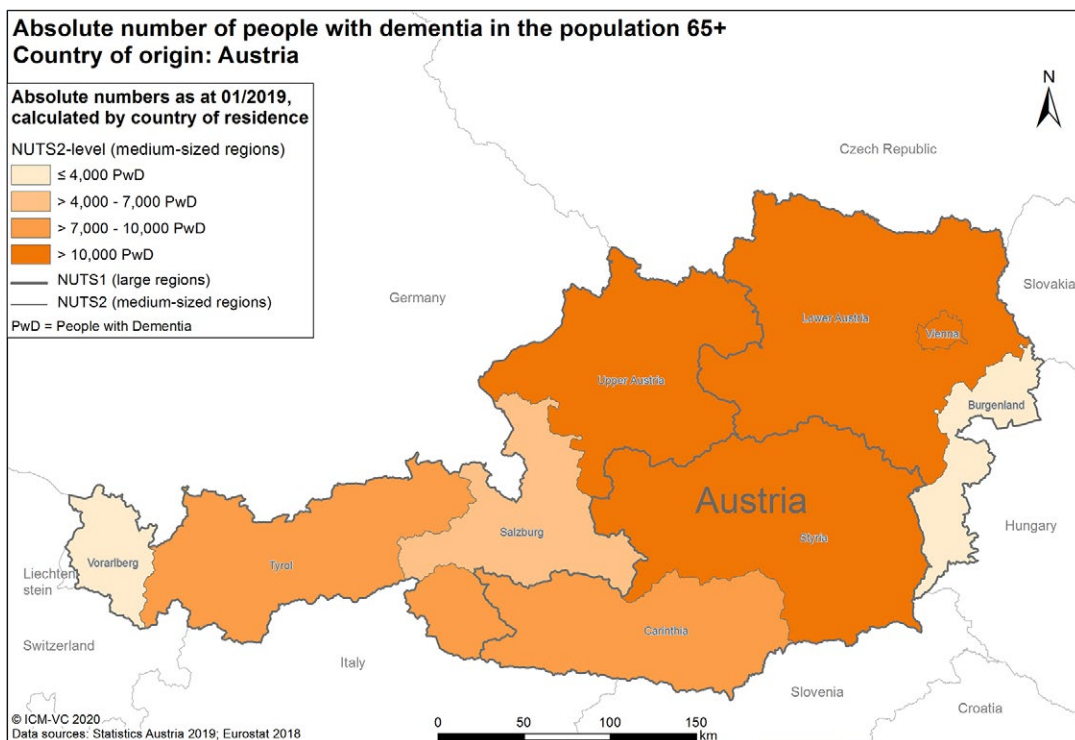 Absolute number of people with dementia in the population 65+
Country of origin: Austria
Absolute numbers as at 01/2019,
calculated by country of residence
NUTS2-level (medium-sized regions)
≤ 4,000 PwD
> 4,000 - 7,000 PwD
> 7,000 - 10,000 PwD
> 10,000 PwD
NUTS1 (large regions)
NUTS2 (medium-sized regions)
PwD = People with Dementia
N
Czech Republic
Slovakia
Germany
Lower Austria
Vienna
Upper Austria
Burgenland
Austria
Hungary
Salzburg
Styria
Vorarlberg
Tyrol
Liechten
stein
Carinthia
Switzerland
Italy
Slovenia
Croatia
© ICM-VC 2020
Data sources: Statistics Austria 2019; Eurostat 2018
0 50 100 150
km